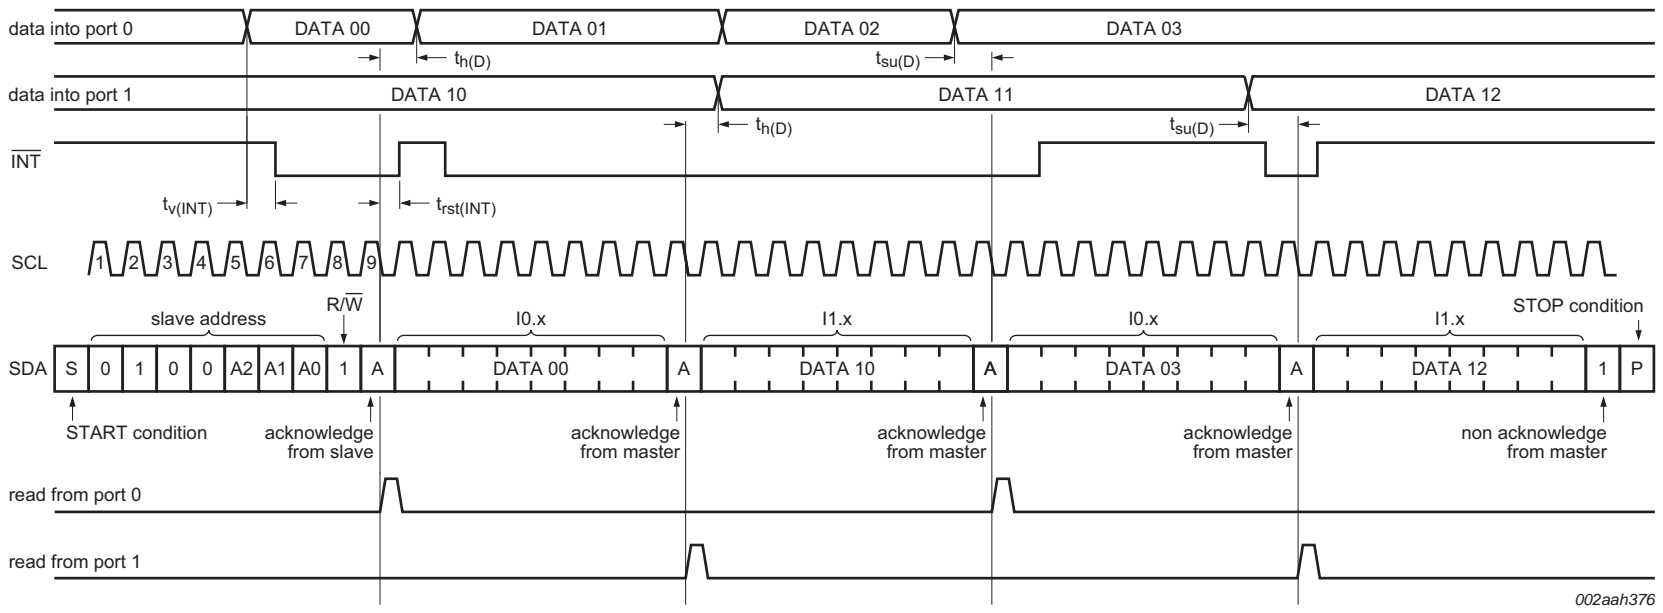 data into port 0
DATA 00
DATA 01
DATA 02
DATA 03
th(D)
tsu(D)
data into port 1
DATA 10
DATA 11
DATA 12
th(D)
tsu(D)
INT
tv(INT)
trst(INT)
SCL
1 2 3 4 5 6 7 8 9
R/W
STOP condition
slave address
I0.x
I1.x
I0.x
I1.x
SDA
S 0 1 0 0 A2 A1 A0 1 A DATA 00 A DATA 10 A DATA 03 A DATA 12 1 P
START condition
acknowledge
from slave
acknowledge
from master
acknowledge
from master
acknowledge
from master
non acknowledge
from master
read from port 0
read from port 1
002aah376